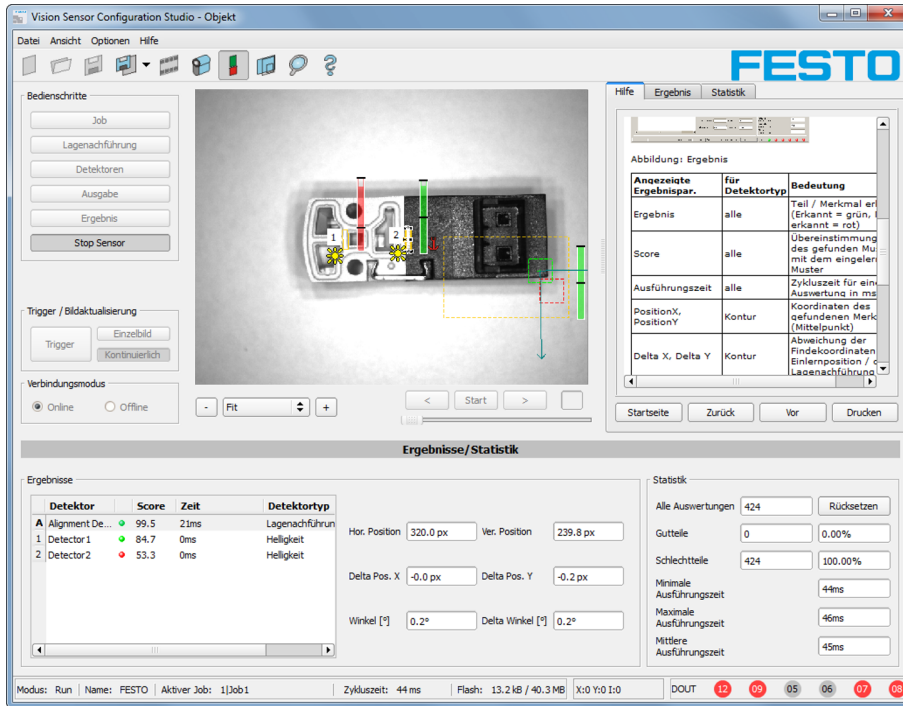 Vision Sensor Configuration Studio - Objekt
Datei Ansicht Optionen Hilfe
FESTO
Bedienschritte
Job
Lagenachführung
Detektoren
Ausgabe
Ergebnis
Stop Sensor
Trigger / Bildaktualisierung
Trigger
Einzelbild
Kontinuierlich
Verbindungsmodus
Online
Offline
1
2
1
- Fit +
< Start >
Hilfe Ergebnis Statistik
Abbildung: Ergebnis
Angezeigte Ergebnispar. für Detektortyp Bedeutung
Ergebnis alle Teil / Merkmal
(Erkannt = grün,
erkannt = rot)
Score alle Übereinstimmung
des gefunden
mit dem
Muster
Ausführungszeit alle Zykluszeit für
Auswertung in ms
PositionX, PositionY Kontur Koordinaten des
gefundenen
(Mittelpunkt)
Delta X, Delta Y Kontur Abweichung der
Findekoordinaten
Einlernposition /
Lagenachführung
Startseite Zurück Vor Drucken
Ergebnisse/Statistik
Ergebnisse
Detektor Score Zeit Detektortyp
A Alignment De... 99.5 21ms Lagenachführun
1 Detector1 84.7 0ms Helligkeit
2 Detector2 53.3 0ms Helligkeit
Hor. Position 320.0 px Ver. Position 239.8 px
Delta Pos. X -0.0 px Delta Pos. Y -0.2 px
Winkel [°] 0.2° Delta Winkel [°] 0.2°
Statistik
Alle Auswertungen 424 Rücksetzen
Gutteile 0 0.00%
Schlechtteile 424 100.00%
Minimale Ausführungszeit 44ms
Maximale Ausführungszeit 46ms
Mittlere Ausführungszeit 45ms
Modus: Run Name: FESTO Aktiver Job: 1|Job1 Zykluszeit: 44 ms Flash: 13.2 kB / 40.3 MB X:0 Y:0 I:0 DOUT 12 09 05 06 07 08